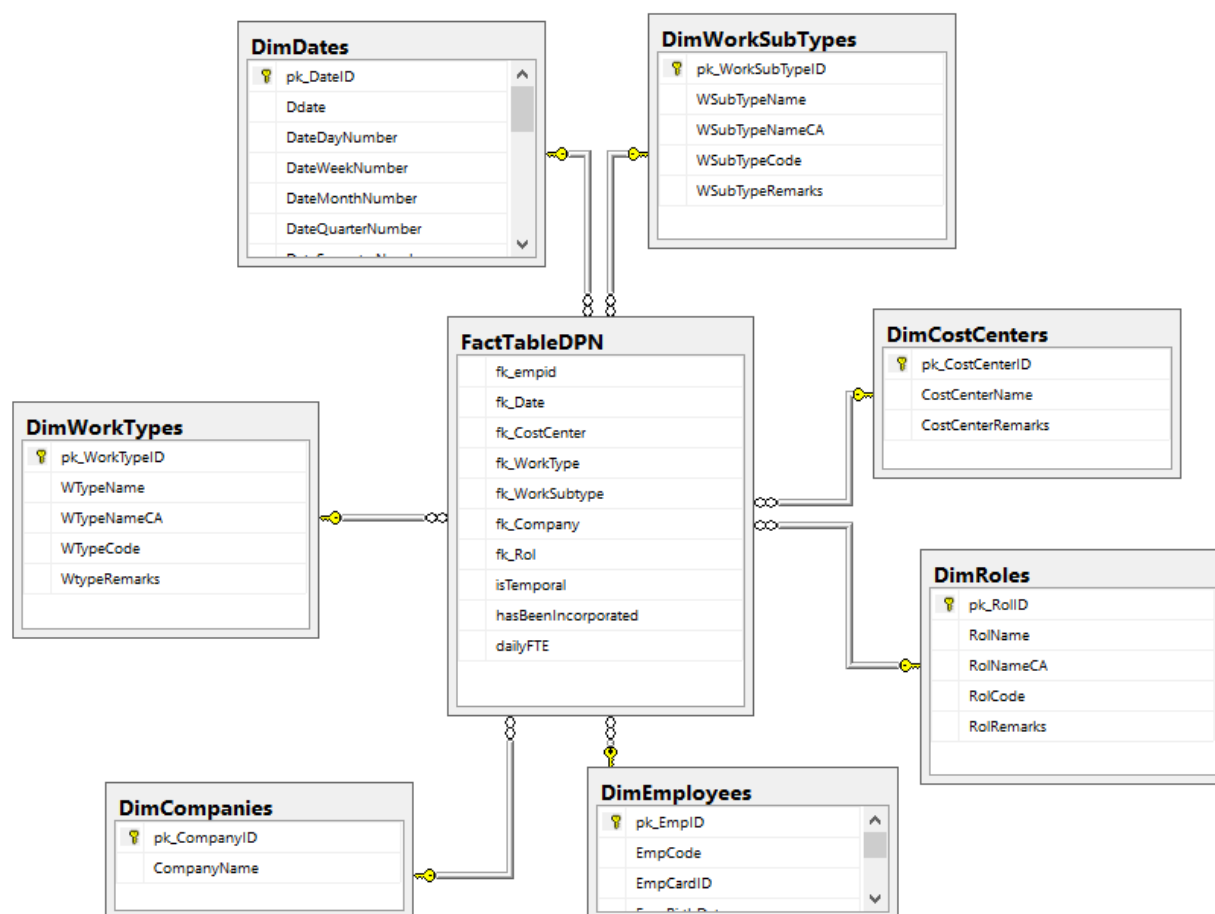 DimDates
pk_DateID
Ddate
DateDayNumber
DateWeekNumber
DateMonthNumber
DateQuarterNumber
DimWorkSubTypes
pk_WorkSubTypeID
WSubTypeName
WSubTypeNameCA
WSubTypeCode
WSubTypeRemarks
FactTableDPN
fk_empid
fk_Date
fk_CostCenter
fk_WorkType
fk_WorkSubtype
fk_Company
fk_Rol
isTemporal
hasBeenIncorporated
dailyFTE
DimCostCenters
pk_CostCenterID
CostCenterName
CostCenterRemarks
DimWorkTypes
pk_WorkTypeID
WTypeName
WTypeNameCA
WTypeCode
WtypeRemarks
DimRoles
pk_RolID
RolName
RolNameCA
RolCode
RolRemarks
DimCompanies
pk_CompanyID
CompanyName
DimEmployees
pk_EmpID
EmpCode
EmpCardID